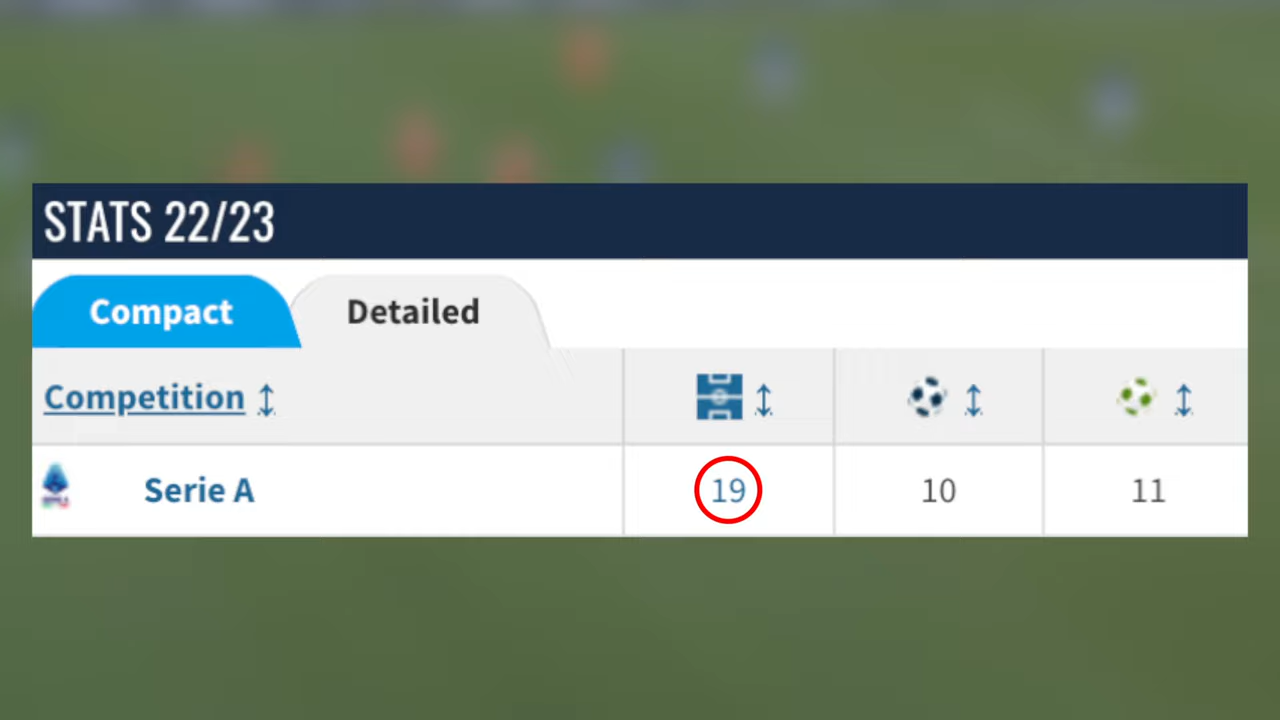 STATS 22/23
Compact Detailed
Competition
Serie A 19 10 11